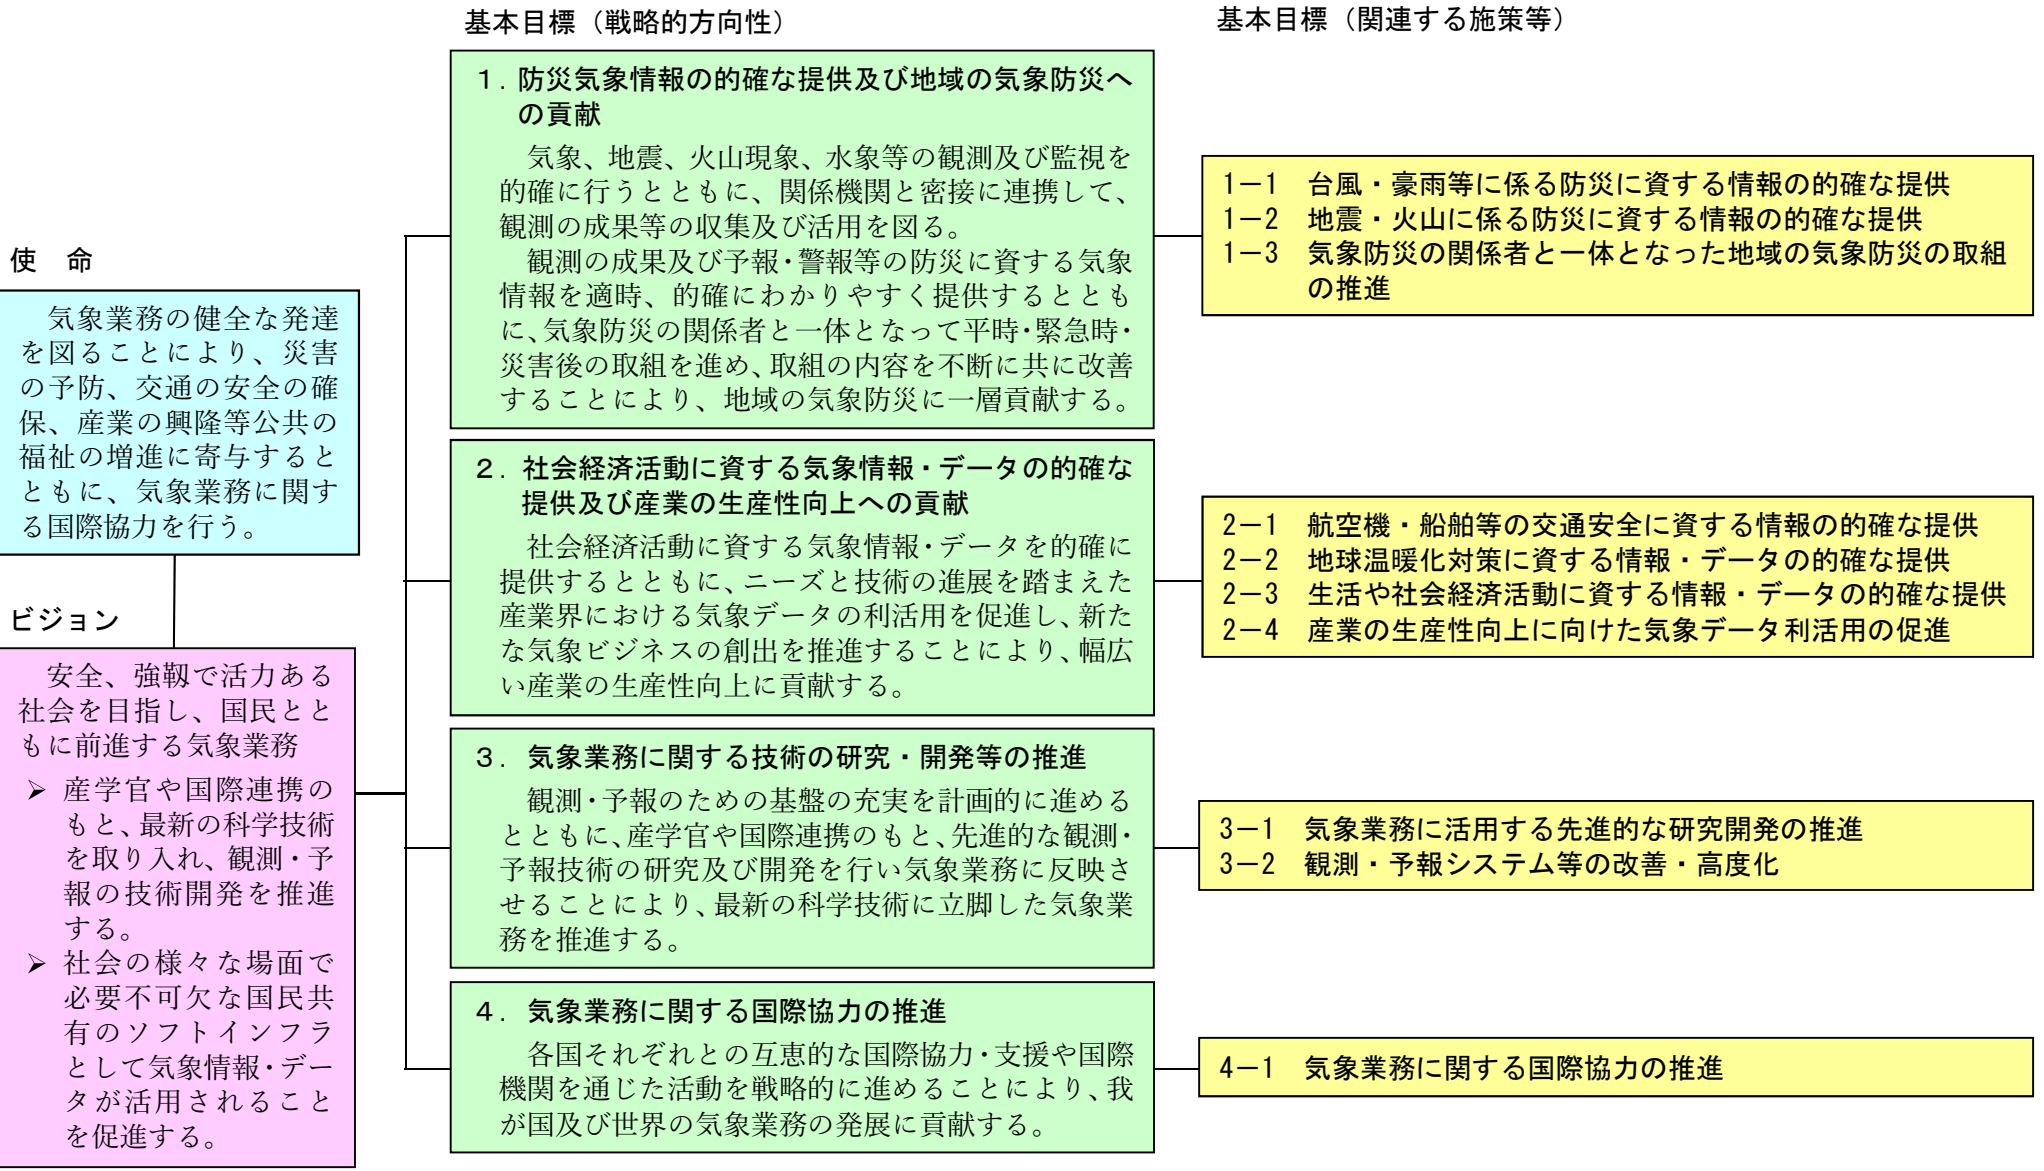 使　命
気象業務の健全な発達
を図ることにより、災害
の予防、交通の安全の確
保、産業の興隆等公共の
福祉の増進に寄与すると
ともに、気象業務に関す
る国際協力を行う。
ビジョン
安全、強靱で活力ある
社会を目指し、国民とと
もに前進する気象業務
➢ 産学官や国際連携の
もと、最新の科学技術
を取り入れ、観測・予
報の技術開発を推進
する。
➢ 社会の様々な場面で
必要不可欠な国民共
有のソフトインフラ
として気象情報・デー
タが活用されること
を促進する。
基本目標（戦略的方向性）
１．防災気象情報の的確な提供及び地域の気象防災へ
の貢献
気象、地震、火山現象、水象等の観測及び監視を
的確に行うとともに、関係機関と密接に連携して、
観測の成果等の収集及び活用を図る。
観測の成果及び予報・警報等の防災に資する気象
情報を適時、的確にわかりやすく提供するととも
に、気象防災の関係者と一体となって平時・緊急時・
災害後の取組を進め、取組の内容を不断に共に改善
することにより、地域の気象防災に一層貢献する。
２．社会経済活動に資する気象情報・データの的確な
提供及び産業の生産性向上への貢献
社会経済活動に資する気象情報・データを的確に
提供するとともに、ニーズと技術の進展を踏まえた
産業界における気象データの利活用を促進し、新た
な気象ビジネスの創出を推進することにより、幅広
い産業の生産性向上に貢献する。
３．気象業務に関する技術の研究・開発等の推進
観測・予報のための基盤の充実を計画的に進める
とともに、産学官や国際連携のもと、先進的な観測・
予報技術の研究及び開発を行い気象業務に反映さ
せることにより、最新の科学技術に立脚した気象業
務を推進する。
４．気象業務に関する国際協力の推進
各国それぞれとの互恵的な国際協力・支援や国際
機関を通じた活動を戦略的に進めることにより、我
が国及び世界の気象業務の発展に貢献する。
基本目標（関連する施策等）
1－1　台風・豪雨等に係る防災に資する情報の的確な提供
1－2　地震・火山に係る防災に資する情報の的確な提供
1－3　気象防災の関係者と一体となった地域の気象防災の取組
の推進
2－1　航空機・船舶等の交通安全に資する情報の的確な提供
2－2　地球温暖化対策に資する情報・データの的確な提供
2－3　生活や社会経済活動に資する情報・データの的確な提供
2－4　産業の生産性向上に向けた気象データ利活用の促進
3－1　気象業務に活用する先進的な研究開発の推進
3－2　観測・予報システム等の改善・高度化
4－1　気象業務に関する国際協力の推進